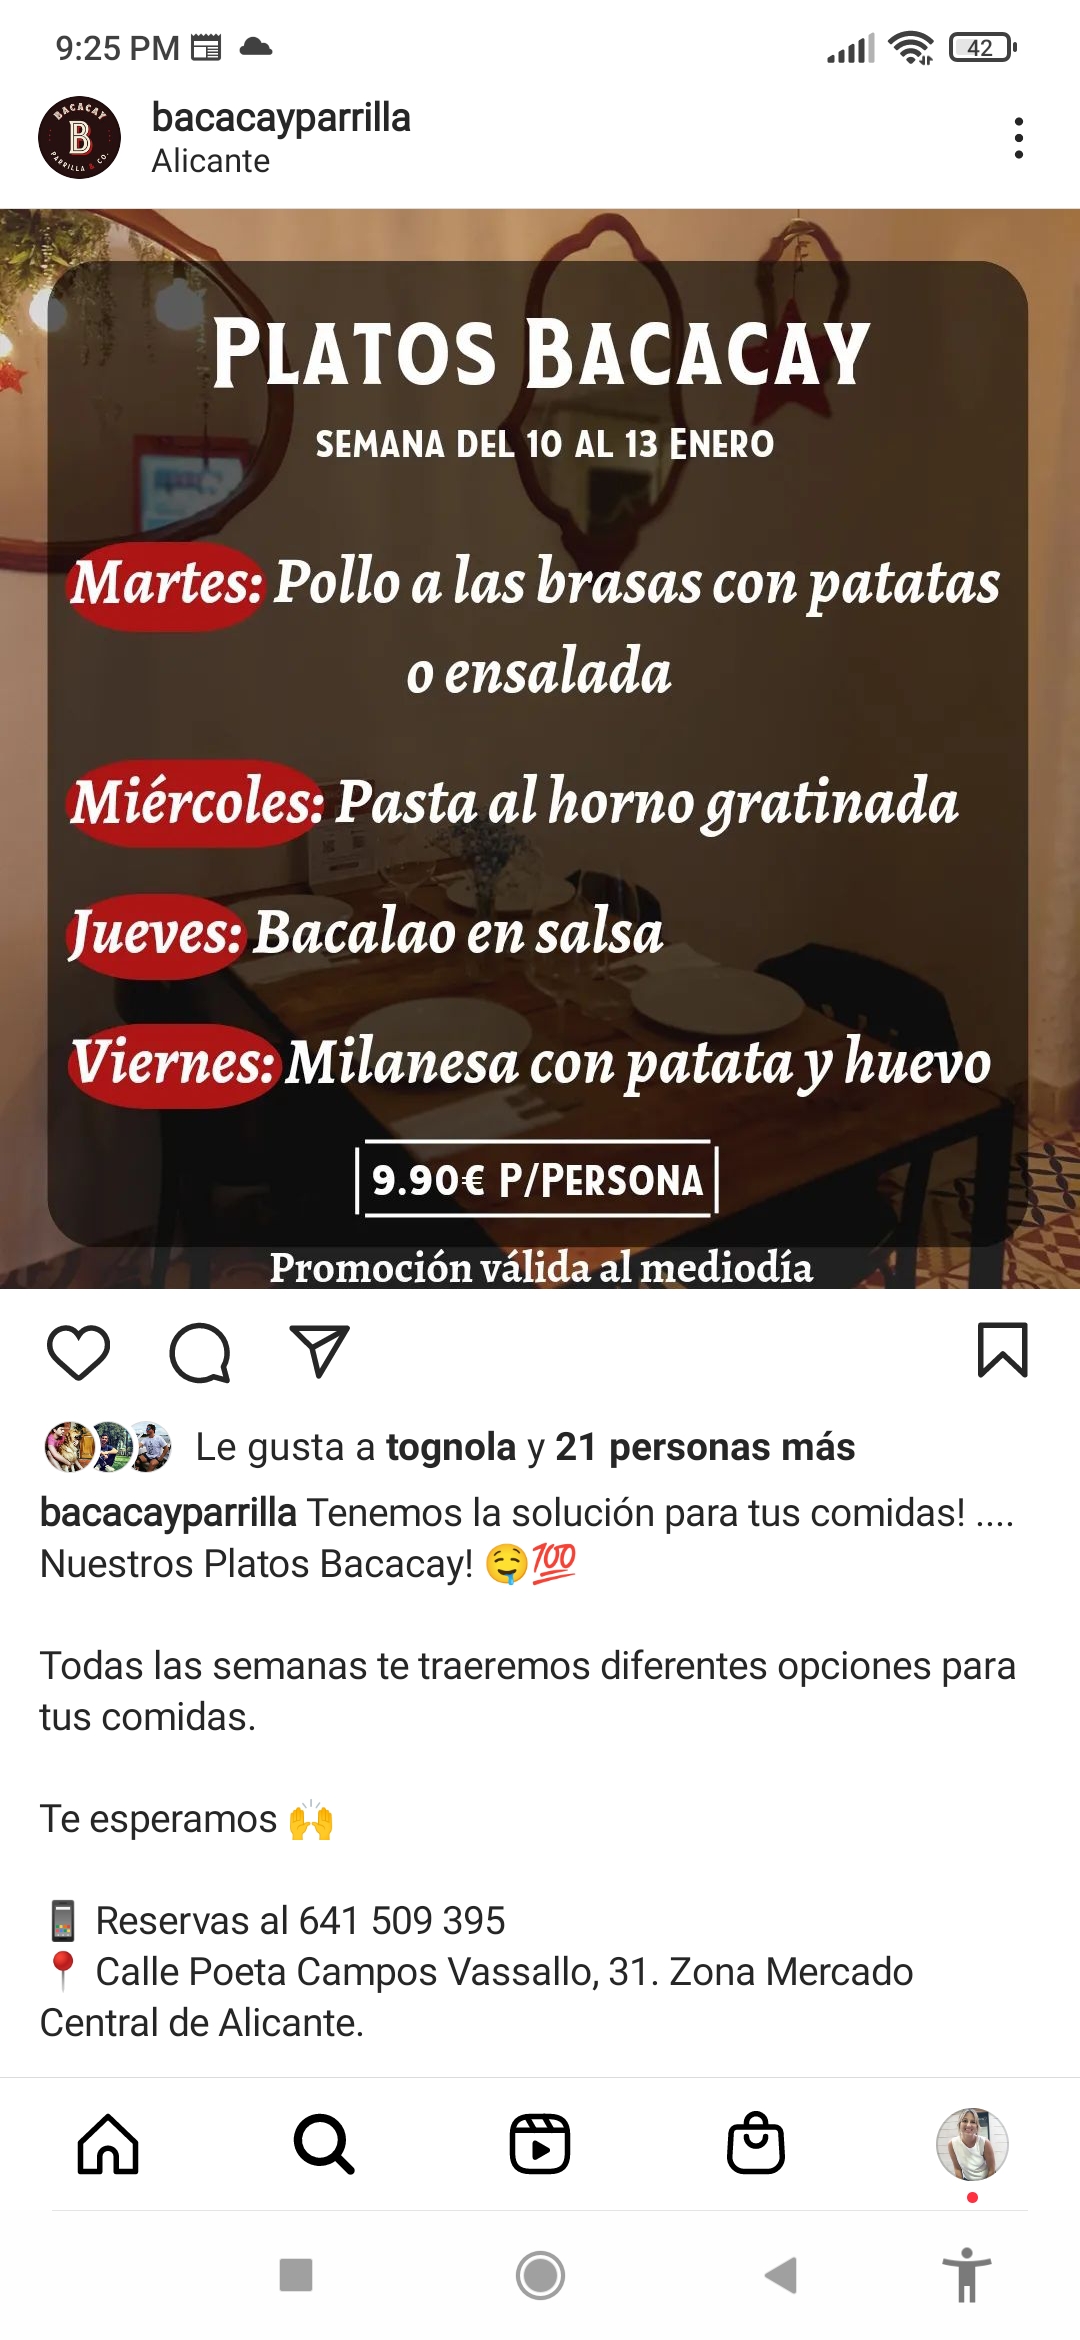 9:25 PM
42
BACACAY
B
PARRILLA & CO.
bacacayparrilla
Alicante
PLATOS BACACAY
SEMANA DEL 10 AL 13 ENERO
Martes: Pollo a las brasas con patatas
o ensalada
Miércoles: Pasta al horno gratinada
Jueves: Bacalao en salsa
Viernes: Milanesa con patata y huevo
9.90€ P/PERSONA
Promoción válida al mediodía
Le gusta a tognola y 21 personas más
bacacayparrilla Tenemos la solución para tus comidas! ....
Nuestros Platos Bacacay! 🤤💯
Todas las semanas te traeremos diferentes opciones para
tus comidas.
Te esperamos 🙌
📱 Reservas al 641 509 395
📍 Calle Poeta Campos Vassallo, 31. Zona Mercado
Central de Alicante.